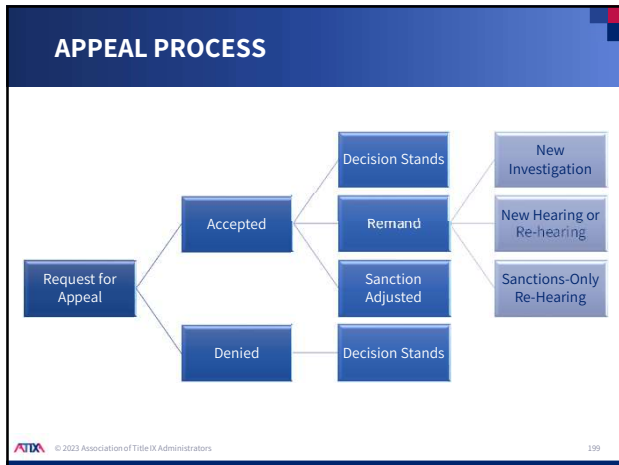 APPEAL PROCESS
Decision Stands
New
Investigation
Accepted
Remand
New Hearing or
Re-hearing
Request for
Appeal
Sanction
Adjusted
Sanctions-Only
Re-Hearing
Denied
Decision Stands
ATIXA © 2023 Association of Title IX Administrators
199